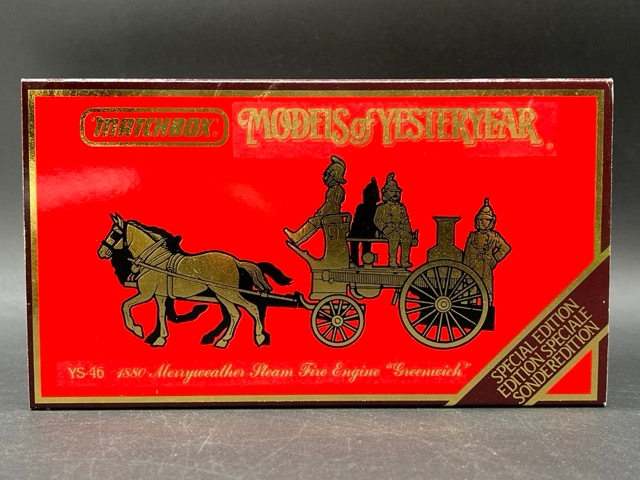 MATCHBOX
MODELS of YESTERYEAR
YS-46 1880 Merryweather Steam Fire Engine "Greenwich"
SPECIAL EDITION
EDITION SPECIALE
SONDEREDITION